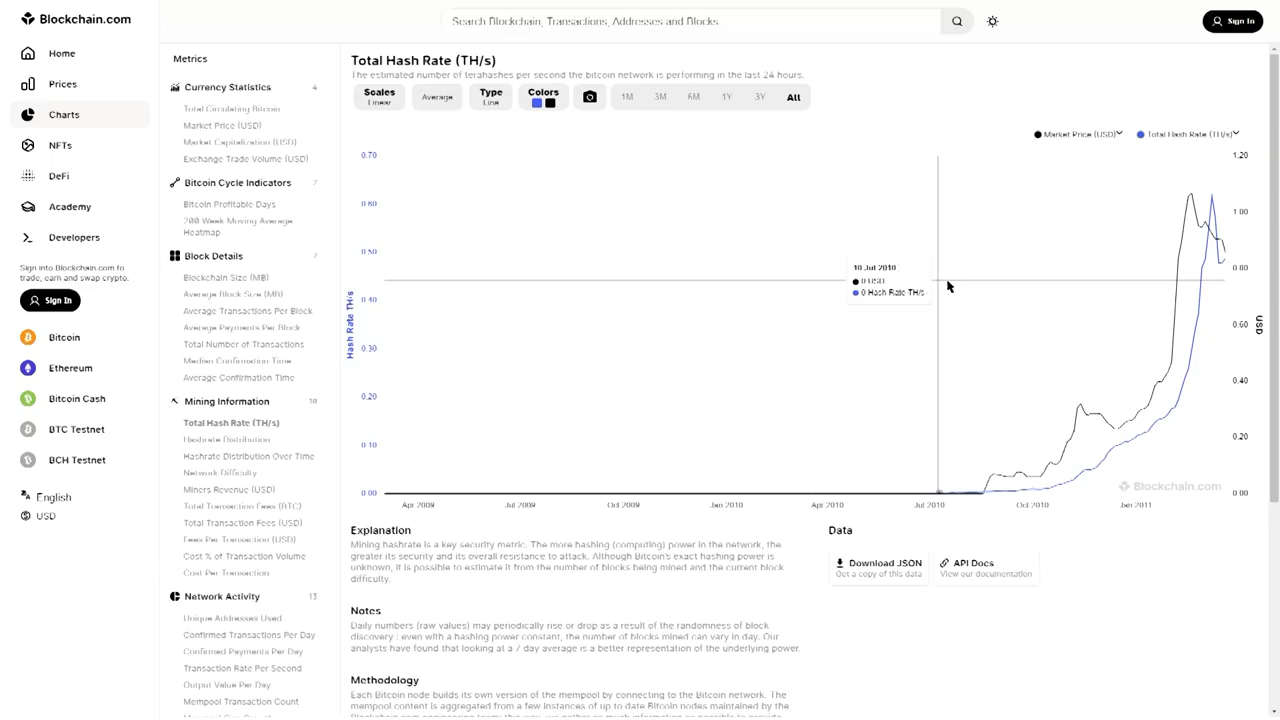 Blockchain.com
Search Blockchain, Transactions, Addresses and Blocks
Sign In
Home
Prices
Charts
NFTs
DeFi
Academy
Developers
Sign into Blockchain.com to
trade, earn and swap crypto.
Sign In
Bitcoin
Ethereum
Bitcoin Cash
BTC Testnet
BCH Testnet
English
USD
Metrics
Currency Statistics 4
Total Circulating Bitcoin
Market Price (USD)
Market Capitalization (USD)
Exchange Trade Volume (USD)
Bitcoin Cycle Indicators 7
Bitcoin Profitable Days
200 Week Moving Average
Heatmap
Block Details 7
Blockchain Size (MB)
Average Block Size (MB)
Average Transactions Per Block
Average Payments Per Block
Total Number of Transactions
Median Confirmation Time
Average Confirmation Time
Mining Information 10
Total Hash Rate (TH/s)
Hashrate Distribution
Hashrate Distribution Over Time
Network Difficulty
Miners Revenue (USD)
Total Transaction Fees (BTC)
Total Transaction Fees (USD)
Fees Per Transaction (USD)
Cost % of Transaction Volume
Cost Per Transaction
Network Activity 13
Unique Addresses Used
Confirmed Transactions Per Day
Confirmed Payments Per Day
Transaction Rate Per Second
Output Value Per Day
Mempool Transaction Count
Total Hash Rate (TH/s)
The estimated number of terahashes per second the bitcoin network is performing in the last 24 hours.
Scales
Linear
Average
Type
Line
Colors
1M 3M 6M 1Y 3Y All
Market Price (USD) Total Hash Rate (TH/s)
0.70
0.60
0.50
0.40
0.30
0.20
0.10
0.00
Hash Rate TH/s
10 Jul 2010
0 USD
0 Hash Rate TH/s
1.20
1.00
0.80
0.60
0.40
0.20
0.00
USD
Blockchain.com
Apr 2009 Jul 2009 Oct 2009 Jan 2010 Apr 2010 Jul 2010 Oct 2010 Jan 2011
Explanation
Mining hashrate is a key security metric. The more hashing (computing) power in the network, the
greater its security and its overall resistance to attack. Although Bitcoin's exact hashing power is
unknown, it is possible to estimate it from the number of blocks being mined and the current block
difficulty.
Notes
Daily numbers (raw values) may periodically rise or drop as a result of the randomness of block
discovery : even with a hashing power constant, the number of blocks mined can vary in day. Our
analysts have found that looking at a 7 day average is a better representation of the underlying power.
Methodology
Each Bitcoin node builds its own version of the mempool by connecting to the Bitcoin network. The
mempool content is aggregated from a few instances of up to date Bitcoin nodes maintained by the
Data
Download JSON
Get a copy of this data
API Docs
View our documentation